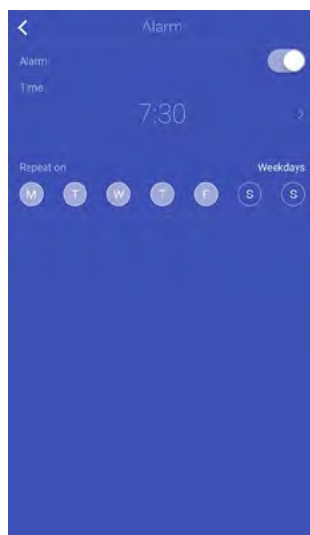 Alarm
Alarm
Time
7:30
Repeat on Weekdays
M T W T F S S